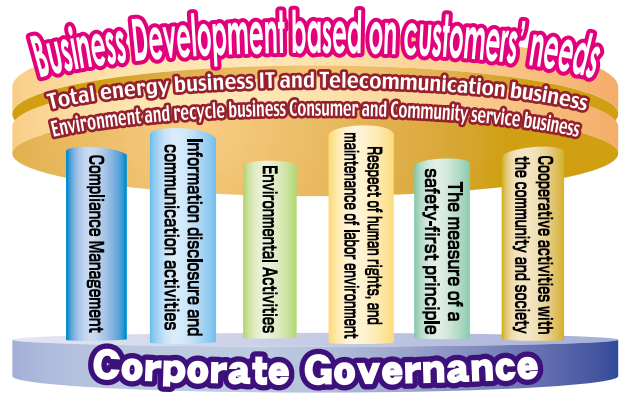 Business Development based on customers' needs
Total energy business IT and Telecommunication business
Environment and recycle business Consumer and Community service business
Compliance Management
Information disclosure and
communication activities
Environmental Activities
Respect of human rights, and
maintenance of labor environment
The measure of a
safety-first principle
Cooperative activities with
the community and society
Corporate Governance